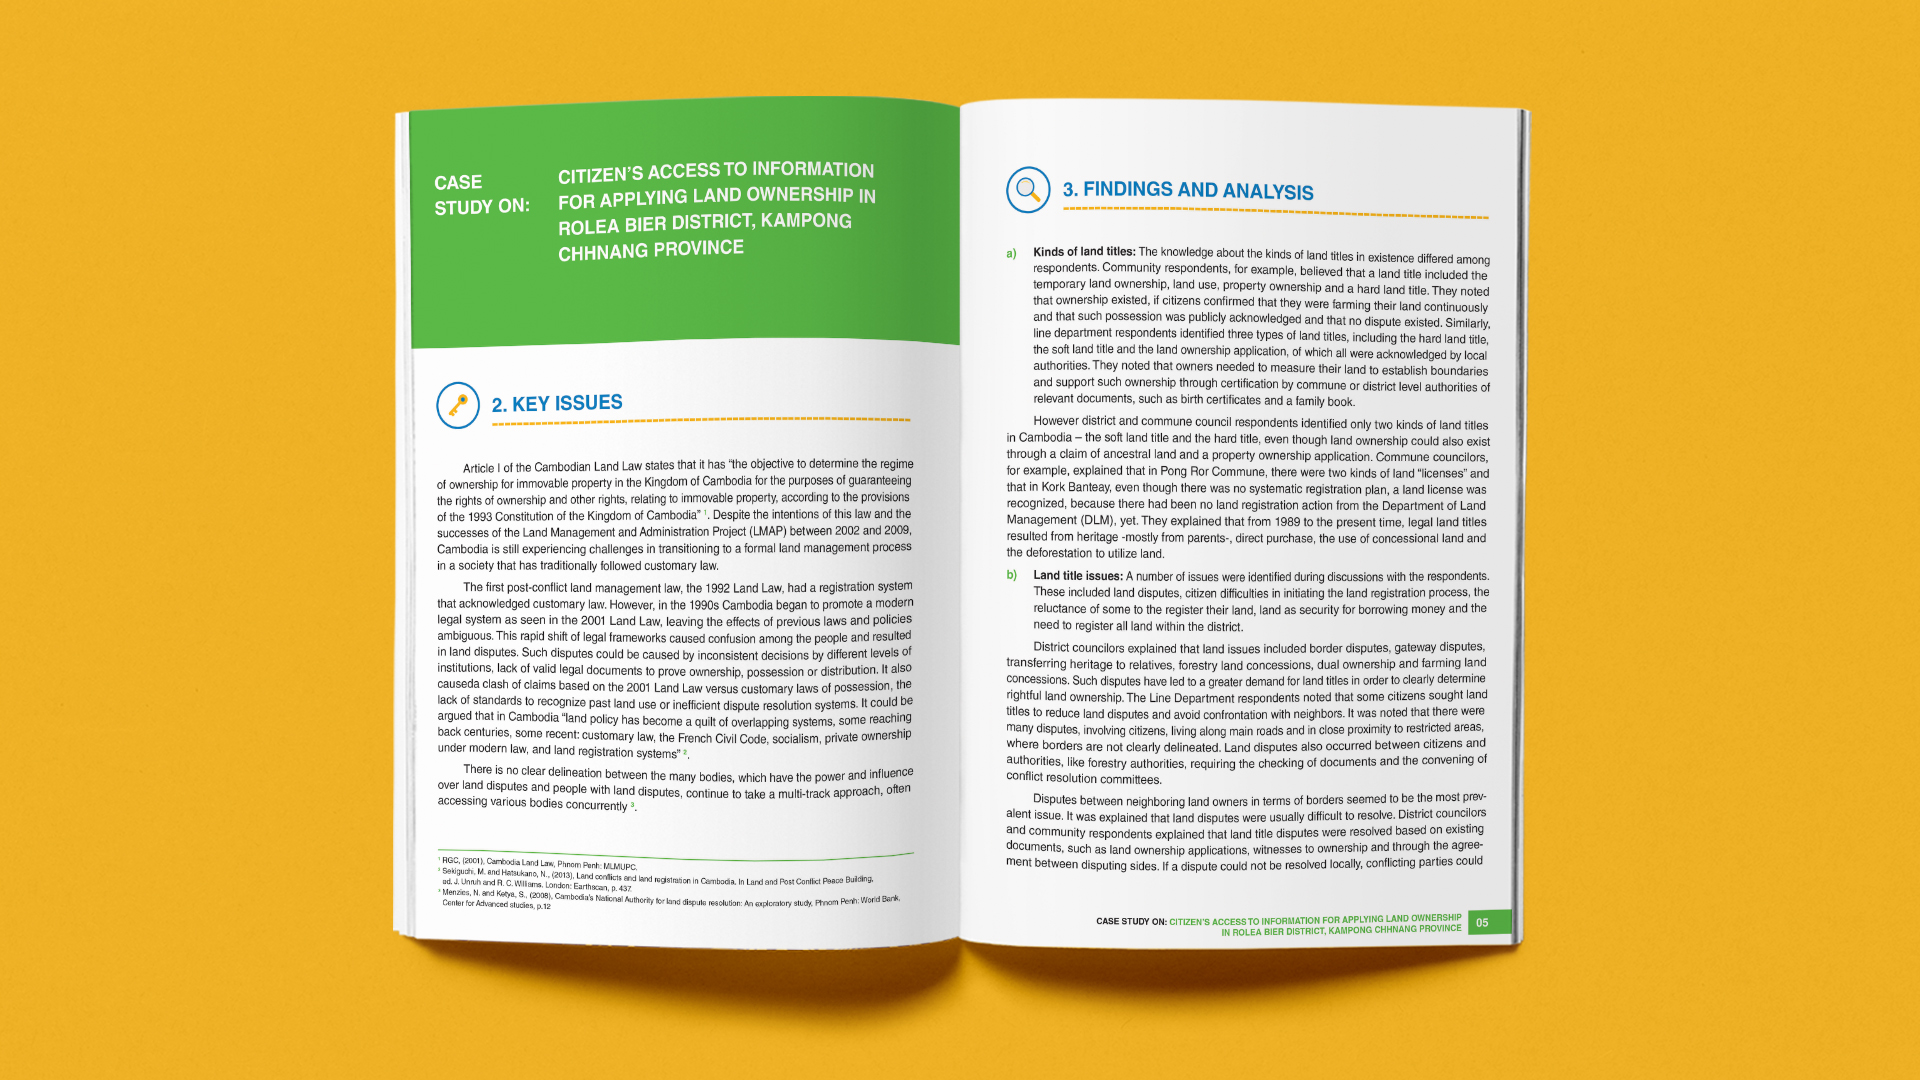 CASE
STUDY ON:
CITIZEN'S ACCESS TO INFORMATION
FOR APPLYING LAND OWNERSHIP IN
ROLEA BIER DISTRICT, KAMPONG
CHHNANG PROVINCE
2. KEY ISSUES
Article I of the Cambodian Land Law states that it has “the objective to determine the regime
of ownership for immovable property in the Kingdom of Cambodia for the purposes of guaranteeing
the rights of ownership and other rights, relating to immovable property, according to the provisions
of the 1993 Constitution of the Kingdom of Cambodia” 1. Despite the intentions of this law and the
successes of the Land Management and Administration Project (LMAP) between 2002 and 2009,
Cambodia is still experiencing challenges in transitioning to a formal land management process
in a society that has traditionally followed customary law.
The first post-conflict land management law, the 1992 Land Law, had a registration system
that acknowledged customary law. However, in the 1990s Cambodia began to promote a modern
legal system as seen in the 2001 Land Law, leaving the effects of previous laws and policies
ambiguous. This rapid shift of legal frameworks caused confusion among the people and resulted
in land disputes. Such disputes could be caused by inconsistent decisions by different levels of
institutions, lack of valid legal documents to prove ownership, possession or distribution. It also
causeda clash of claims based on the 2001 Land Law versus customary laws of possession, the
lack of standards to recognize past land use or inefficient dispute resolution systems. It could be
argued that in Cambodia “land policy has become a quilt of overlapping systems, some reaching
back centuries, some recent: customary law, the French Civil Code, socialism, private ownership
under modern law, and land registration systems” 2.
There is no clear delineation between the many bodies, which have the power and influence
over land disputes and people with land disputes, continue to take a multi-track approach, often
accessing various bodies concurrently 3.
1 RGC, (2001), Cambodia Land Law, Phnom Penh: MLMUPC.
2 Sekiguchi, M. and Hatsukano, N., (2013), Land conflicts and land registration in Cambodia. In Land and Post Conflict Peace Building,
ed. J. Unruh and R. C. Williams. London: Earthscan, p. 437
3 Menzies, N. and Ketya, S., (2008), Cambodia's National Authority for land dispute resolution: An exploratory study, Phnom Penh: World Bank,
Center for Advanced studies, p.12
3. FINDINGS AND ANALYSIS
a) Kinds of land titles: The knowledge about the kinds of land titles in existence differed among
respondents. Community respondents, for example, believed that a land title included the
temporary land ownership, land use, property ownership and a hard land title. They noted
that ownership existed, if citizens confirmed that they were farming their land continuously
and that such possession was publicly acknowledged and that no dispute existed. Similarly,
line department respondents identified three types of land titles, including the hard land title,
the soft land title and the land ownership application, of which all were acknowledged by local
authorities. They noted that owners needed to measure their land to establish boundaries
and support such ownership through certification by commune or district level authorities of
relevant documents, such as birth certificates and a family book.
However district and commune council respondents identified only two kinds of land titles
in Cambodia – the soft land title and the hard title, even though land ownership could also exist
through a claim of ancestral land and a property ownership application. Commune councilors,
for example, explained that in Pong Ror Commune, there were two kinds of land “licenses” and
that in Kork Banteay, even though there was no systematic registration plan, a land license was
recognized, because there had been no land registration action from the Department of Land
Management (DLM), yet. They explained that from 1989 to the present time, legal land titles
resulted from heritage -mostly from parents-, direct purchase, the use of concessional land and
the deforestation to utilize land.
b) Land title issues: A number of issues were identified during discussions with the respondents.
These included land disputes, citizen difficulties in initiating the land registration process, the
reluctance of some to the register their land, land as security for borrowing money and the
need to register all land within the district.
District councilors explained that land issues included border disputes, gateway disputes,
transferring heritage to relatives, forestry land concessions, dual ownership and farming land
concessions. Such disputes have led to a greater demand for land titles in order to clearly determine
rightful land ownership. The Line Department respondents noted that some citizens sought land
titles to reduce land disputes and avoid confrontation with neighbors. It was noted that there were
many disputes, involving citizens, living along main roads and in close proximity to restricted areas,
where borders are not clearly delineated. Land disputes also occurred between citizens and
authorities, like forestry authorities, requiring the checking of documents and the convening of
conflict resolution committees.
Disputes between neighboring land owners in terms of borders seemed to be the most prev-
alent issue. It was explained that land disputes were usually difficult to resolve. District councilors
and community respondents explained that land title disputes were resolved based on existing
documents, such as land ownership applications, witnesses to ownership and through the agree-
ment between disputing sides. If a dispute could not be resolved locally, conflicting parties could
CASE STUDY ON: CITIZEN'S ACCESS TO INFORMATION FOR APPLYING LAND OWNERSHIP
IN ROLEA BIER DISTRICT, KAMPONG CHHNANG PROVINCE
05